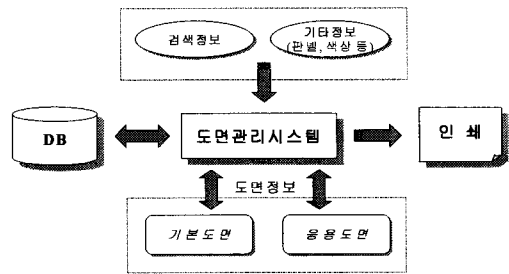 검색정보
기타정보
(판넬, 색상 등)
DB
도면관리시스템
인 쇄
도면정보
기본도면
응용도면